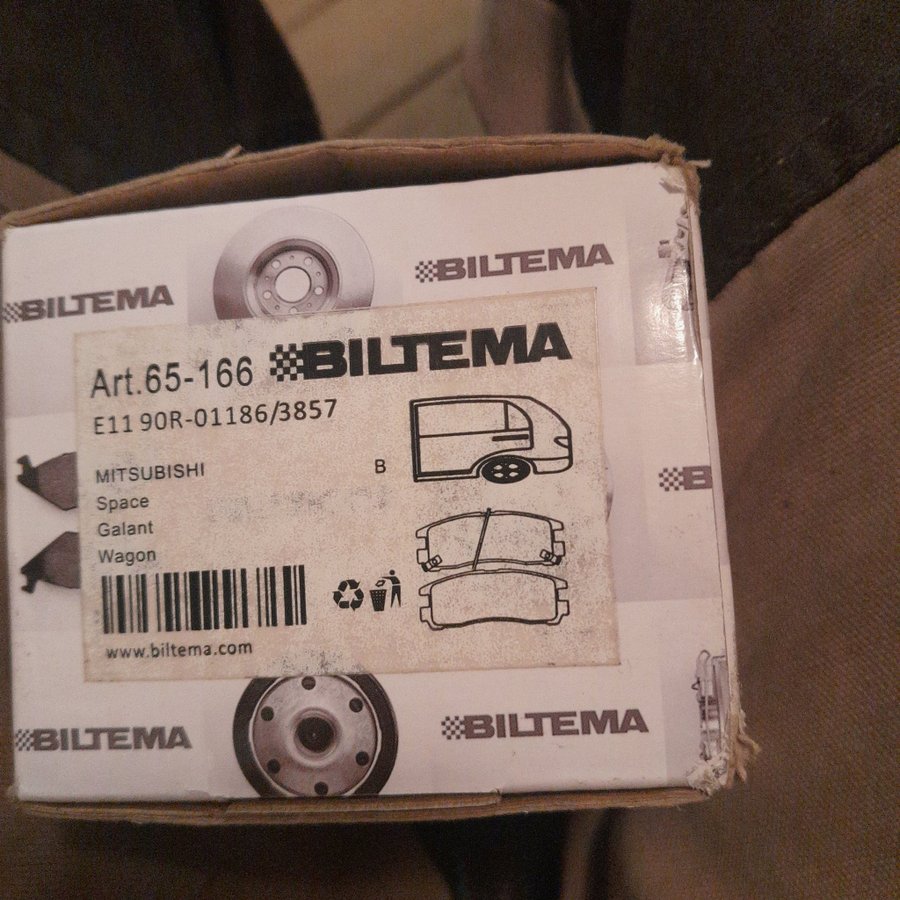 BILTEMA
BILTEMA
Art.65-166 BILTEMA
E11 90R-01186/3857
MITSUBISHI B
Space
Galant
Wagon
www.biltema.com
B
BILTEMA
BILTEMA